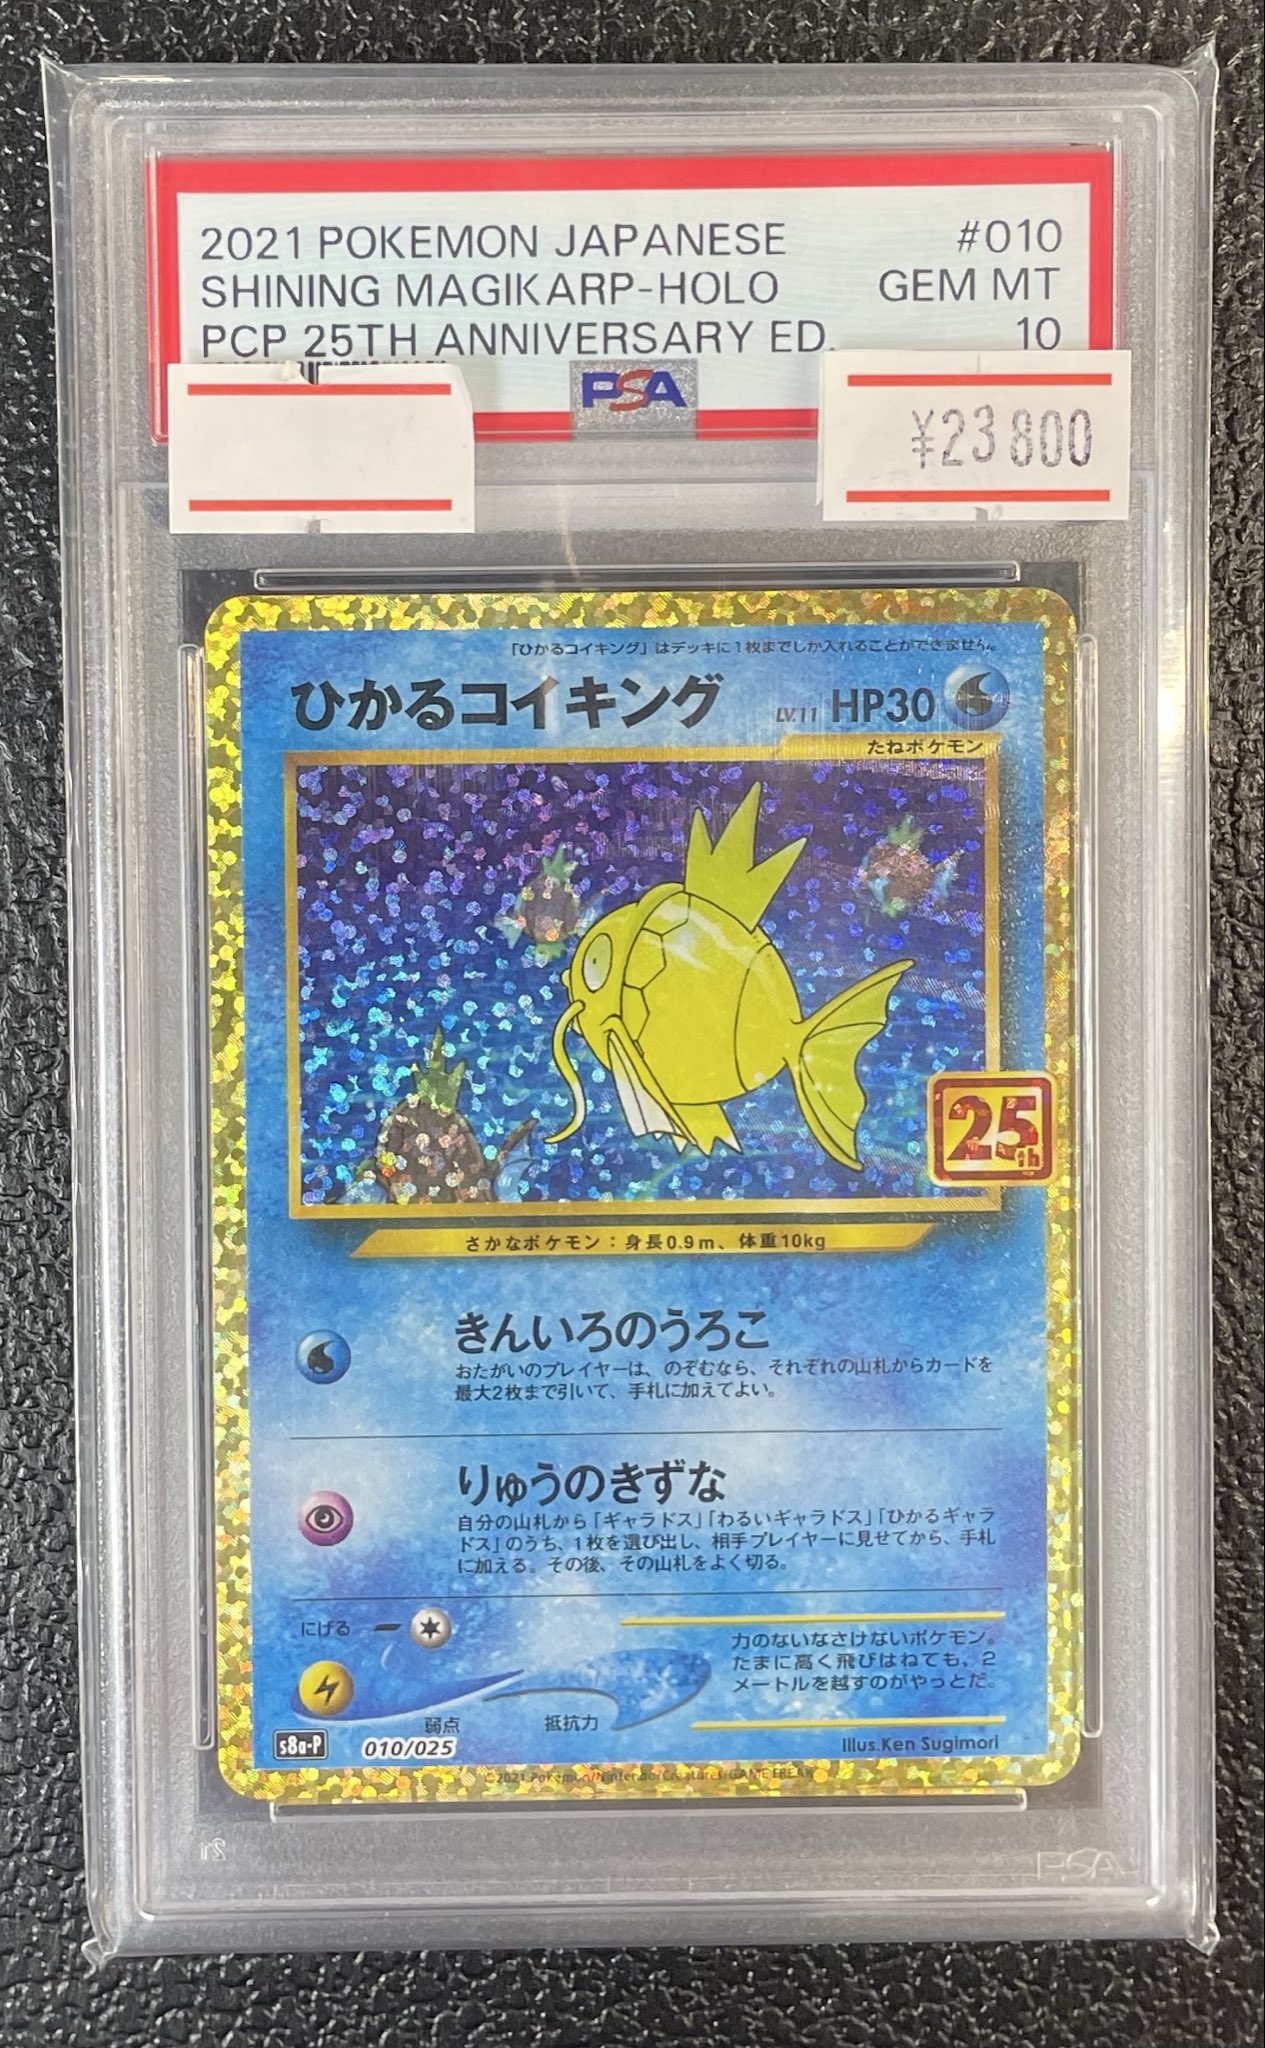 2021 POKEMON JAPANESE #010
SHINING MAGIKARP-HOLO GEM MT
PCP 25TH ANNIVERSARY ED. 10
PSA
¥23800
「ひかるコイキング」はデッキに1枚までしか入れることができません。
ひかるコイキング LV.11 HP30
たねポケモン
25th
さかなポケモン：身長0.9m、体重10kg
きんいろのうろこ
おたがいのプレイヤーは、のぞむなら、それぞれの山札からカードを
最大2枚まで引いて、手札に加えてよい。
りゅうのきずな
自分の山札から「ギャラドス」「わるいギャラドス」「ひかるギャラ
ドス」のうち、1枚を選び出し、相手プレイヤーに見せてから、手札
に加える。その後、その山札をよく切る。
にげる
力のないなさけないポケモン。
たまに高く飛びはねても、2
メートルを越すのがやっとだ。
弱点 抵抗力
s8a-P 010/025 Illus.Ken Sugimori
©2021 Pokémon/Nintendo/Creatures/GAME FREAK
21 PSA